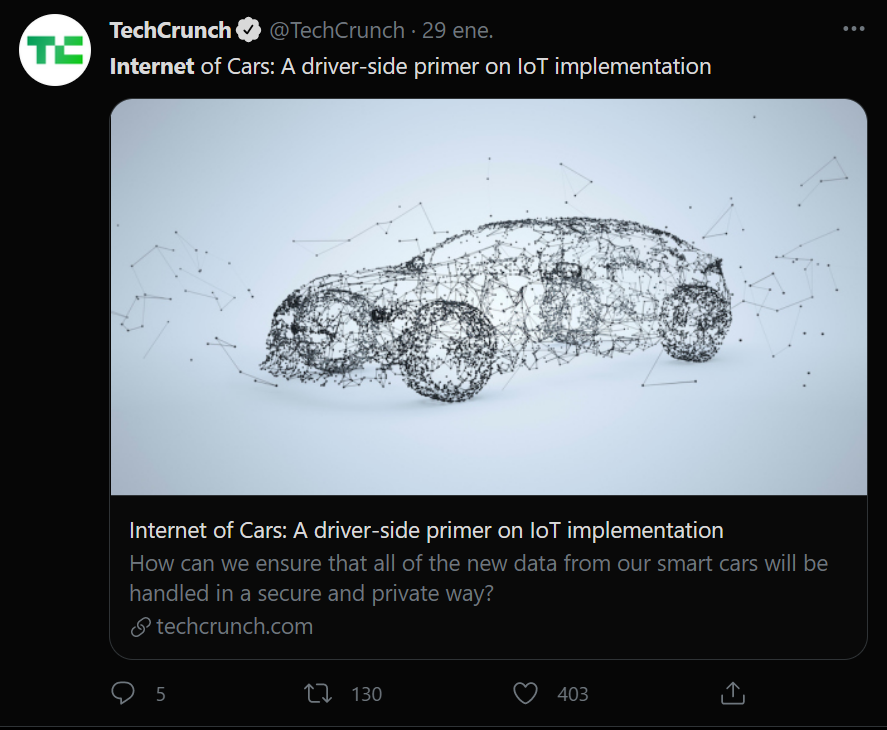 TechCrunch @TechCrunch · 29 ene.
Internet of Cars: A driver-side primer on IoT implementation
Internet of Cars: A driver-side primer on IoT implementation
How can we ensure that all of the new data from our smart cars will be
handled in a secure and private way?
techcrunch.com
5 130 403